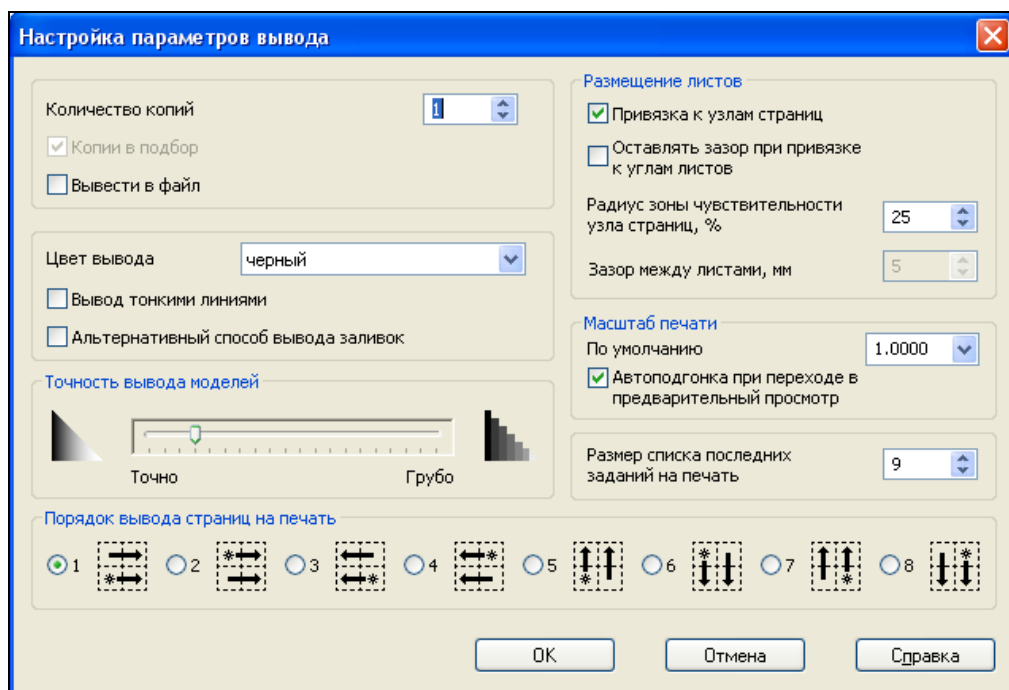 Настройка параметров вывода
Количество копий
1
Копии в подбор
Вывести в файл
Цвет вывода
черный
Вывод тонкими линиями
Альтернативный способ вывода заливок
Точность вывода моделей
Точно
Грубо
Размещение листов
Привязка к узлам страниц
Оставлять зазор при привязке
к углам листов
Радиус зоны чувствительности
узла страниц, %
25
Зазор между листами, мм
5
Масштаб печати
По умолчанию
1.0000
Автоподгонка при переходе в
предварительный просмотр
Размер списка последних
заданий на печать
9
Порядок вывода страниц на печать
1 2 3 4 5 6 7 8
OK
Отмена
Справка